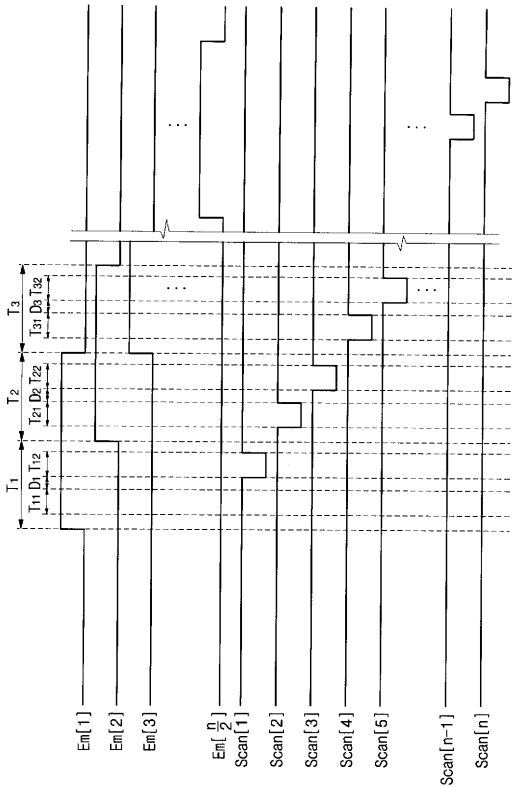 T1 T2 T3
T11 D1 T12 T21 D2 T22 T31 D3 T32
Em[1]
Em[2]
Em[3]
...
Em[n/2]
Scan[1]
Scan[2]
Scan[3]
Scan[4]
Scan[5]
...
Scan[n-1]
Scan[n]